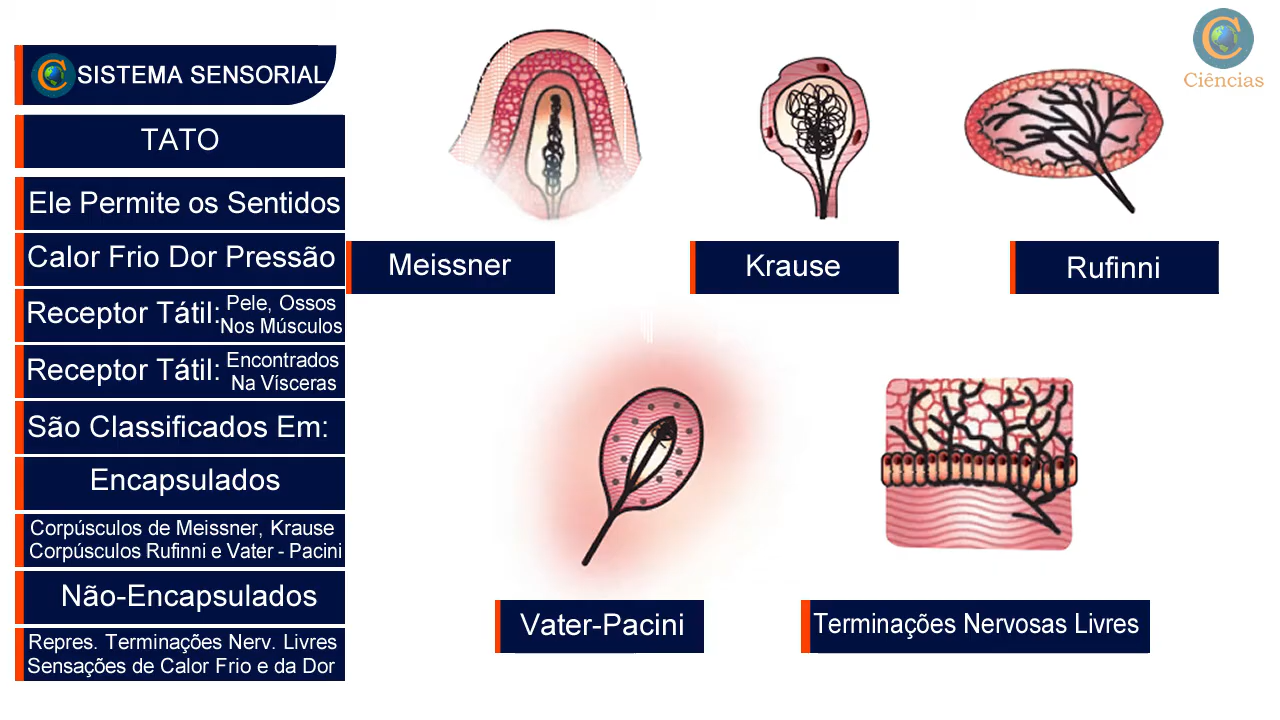 SISTEMA SENSORIAL
TATO
Ele Permite os Sentidos
Calor Frio Dor Pressão
Receptor Tátil: Pele, Ossos
Nos Músculos
Receptor Tátil: Encontrados
Na Vísceras
São Classificados Em:
Encapsulados
Corpúsculos de Meissner, Krause
Corpúsculos Rufinni e Vater - Pacini
Não-Encapsulados
Repres. Terminações Nerv. Livres
Sensações de Calor Frio e da Dor
C
Ciências
Meissner
Krause
Rufinni
Vater-Pacini
Terminações Nervosas Livres